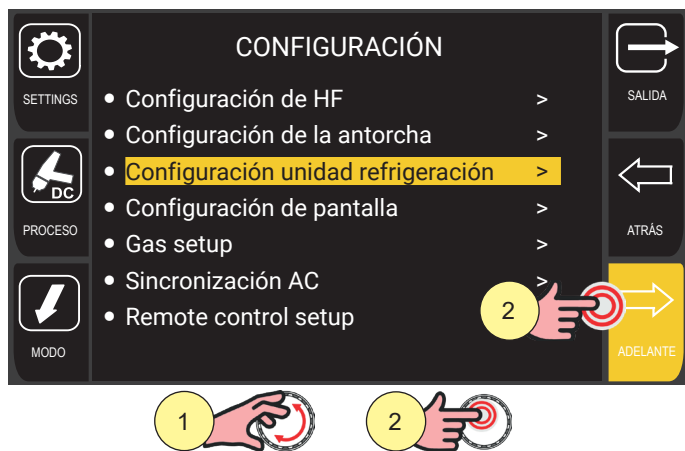 CONFIGURACIÓN
SETTINGS
SALIDA
• Configuración de HF >
• Configuración de la antorcha >
• Configuración unidad refrigeración >
DC
• Configuración de pantalla >
PROCESO
ATRÁS
• Gas setup >
• Sincronización AC >
• Remote control setup
2
MODO
ADELANTE
1
2